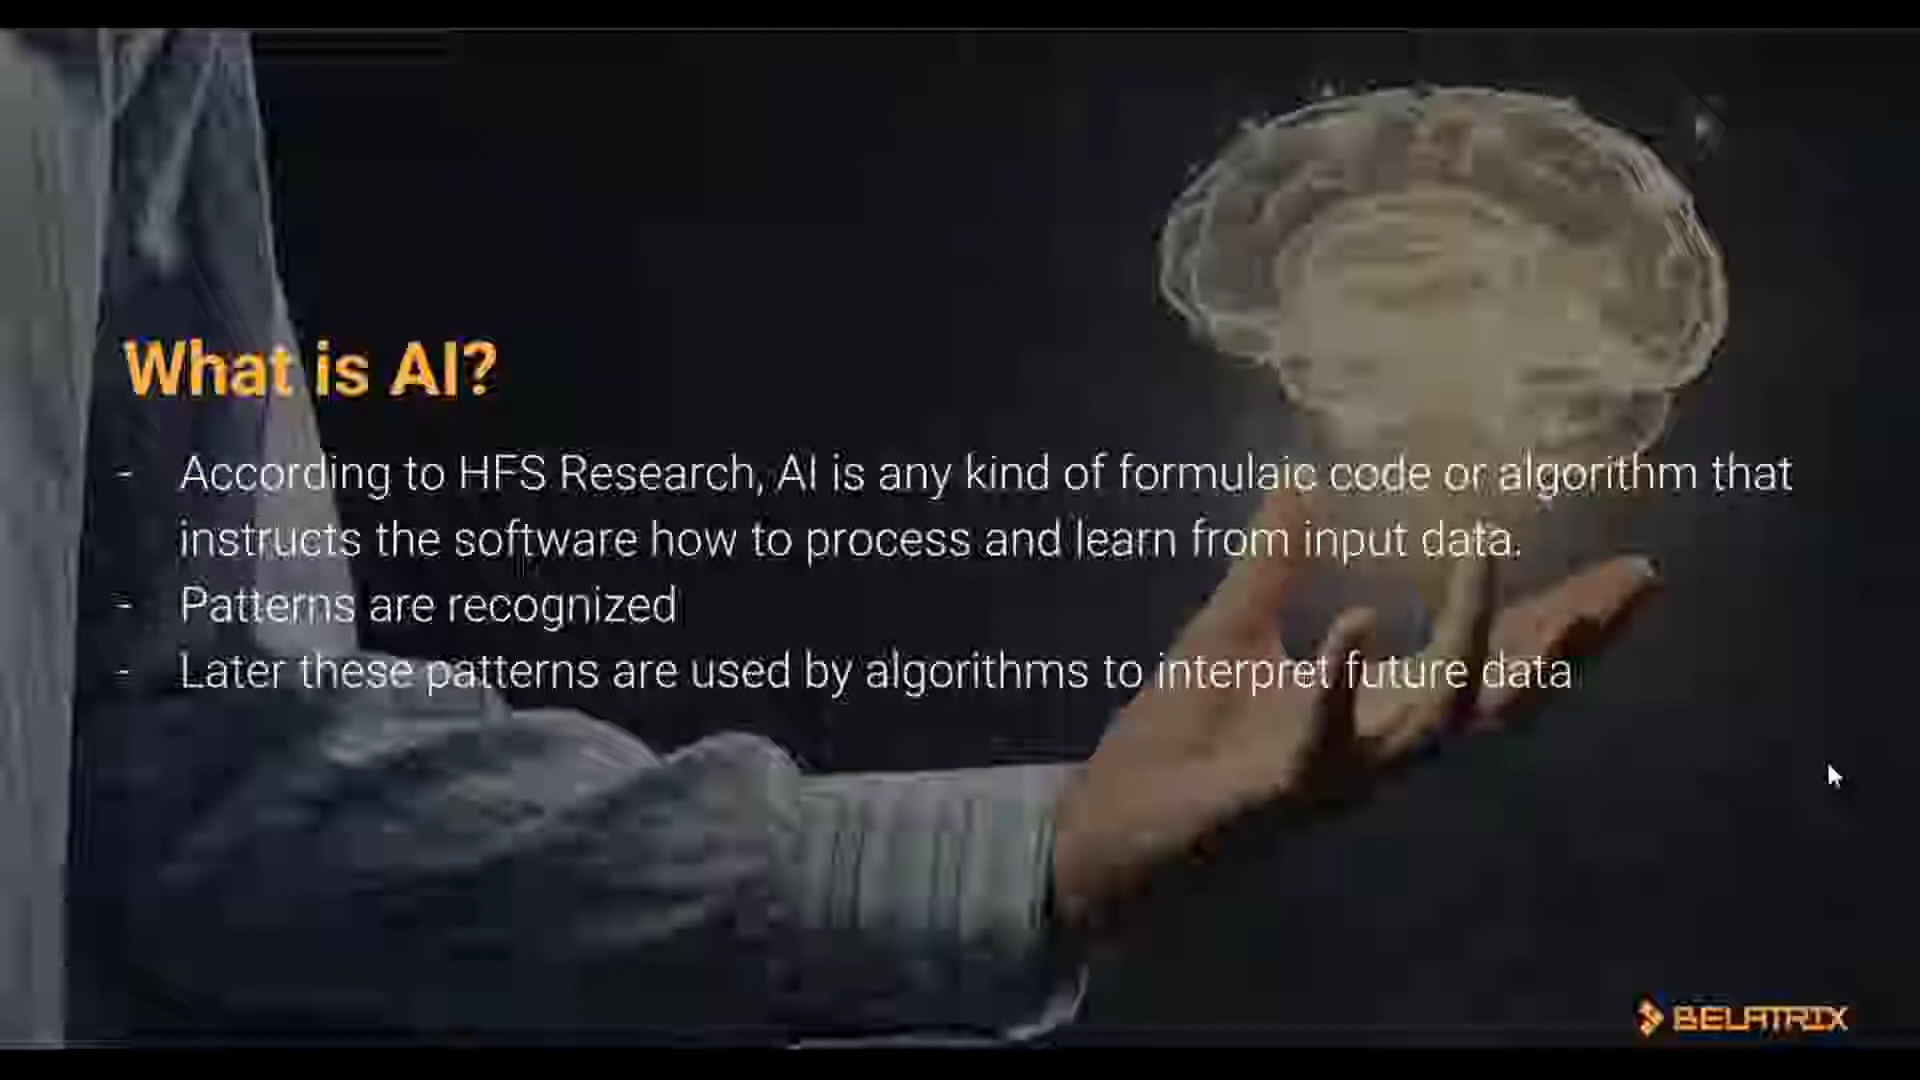 What is AI?
- According to HFS Research, AI is any kind of formulaic code or algorithm that
instructs the software how to process and learn from input data.
- Patterns are recognized
- Later these patterns are used by algorithms to interpret future data
BELATRIX